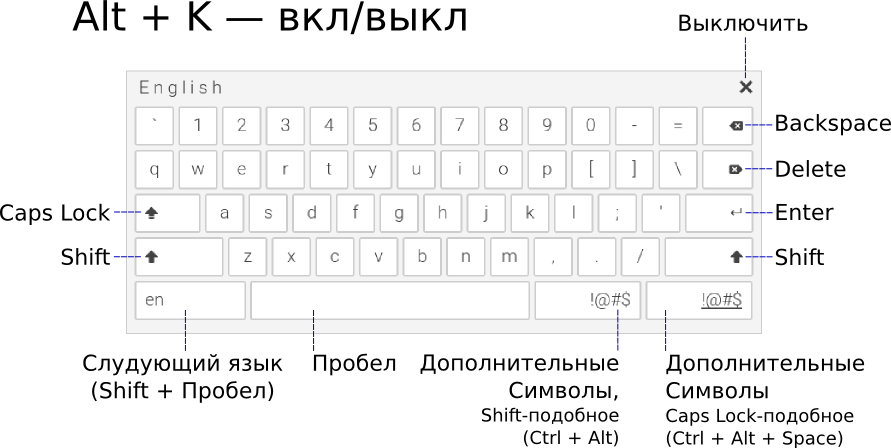 Alt + K — вкл/выкл
Выключить
English
` 1 2 3 4 5 6 7 8 9 0 - =
Backspace
q w e r t y u i o p [ ] \
Delete
Caps Lock
a s d f g h j k l ; '
Enter
Shift
z x c v b n m , . /
Shift
en
!@#$
!@#$
Слудующий язык
(Shift + Пробел)
Пробел
Дополнительные
Символы,
Shift-подобное
(Ctrl + Alt)
Дополнительные
Символы
Caps Lock-подобное
(Ctrl + Alt + Space)